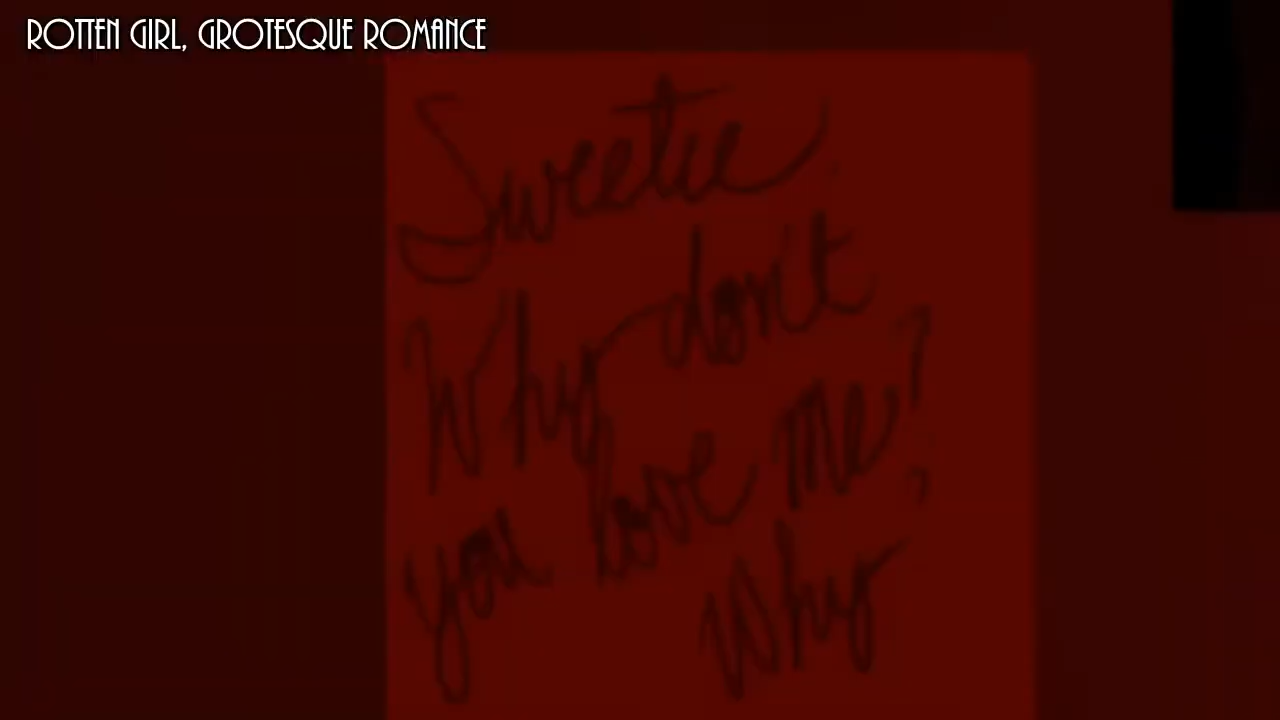 ROTTEN GIRL, GROTESQUE ROMANCE
Sweetie
Why don't
you love me?
Why